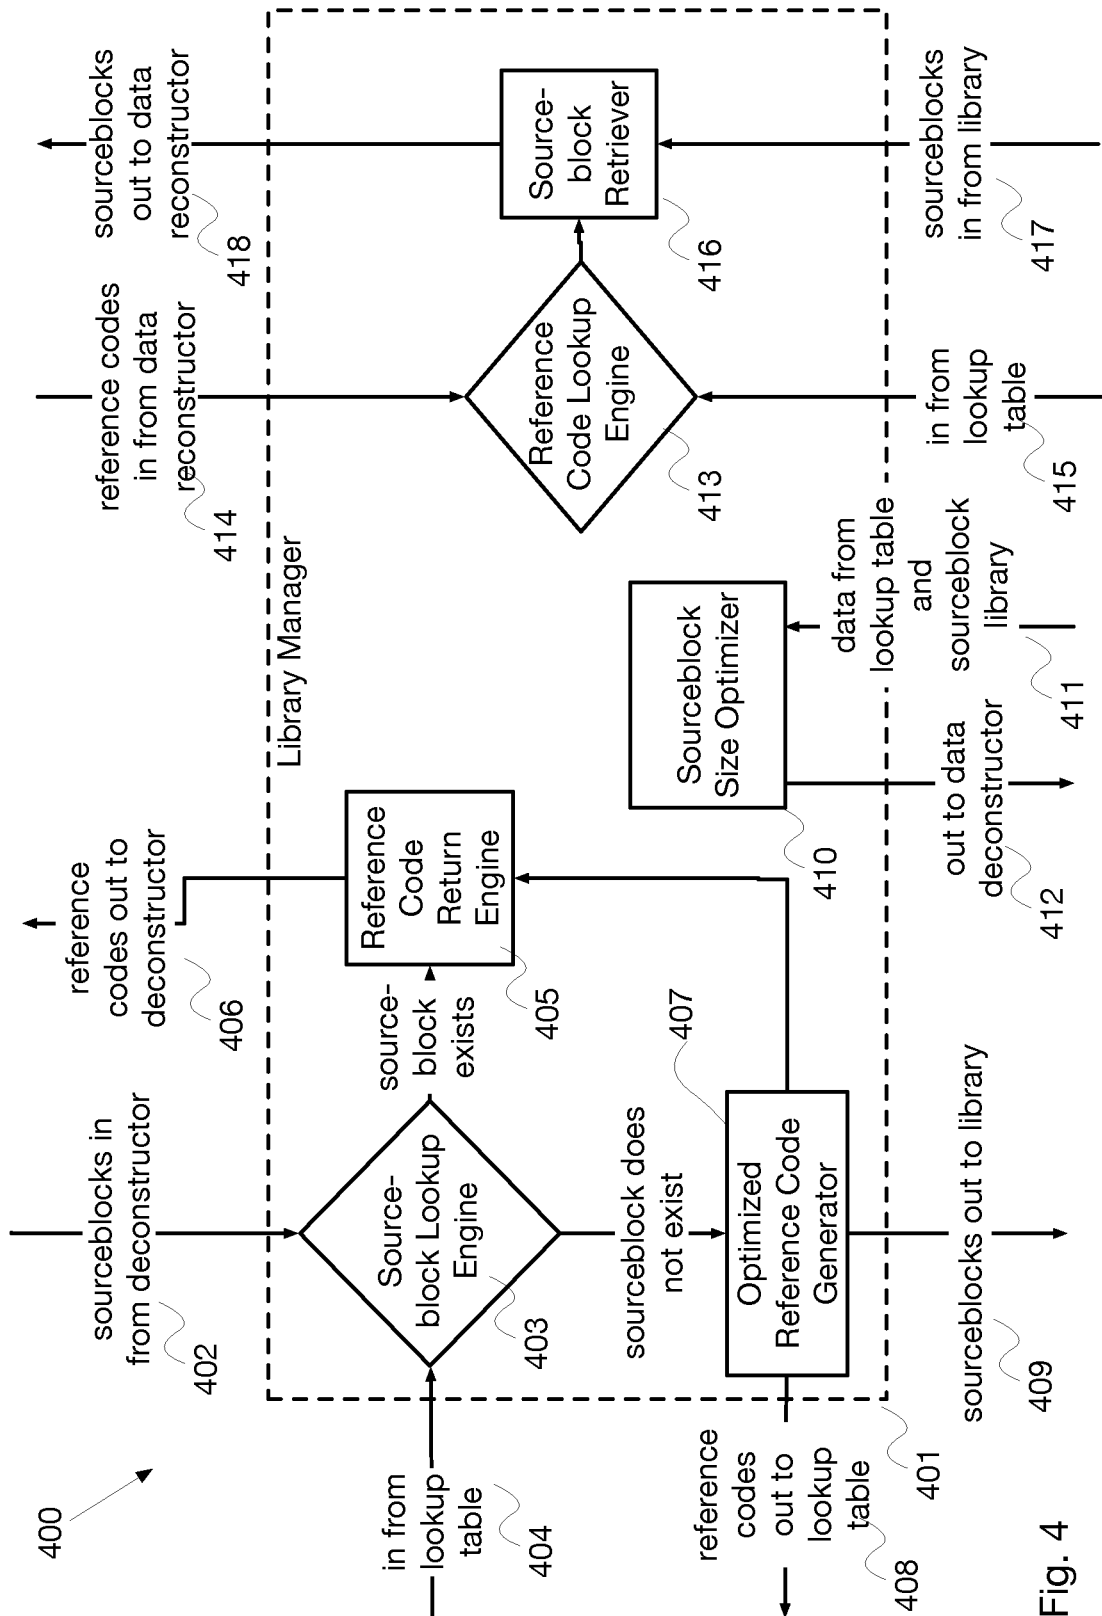 400
sourceblocks in
from deconstructor
402
reference
codes out to
deconstructor
406
reference codes
in from data
reconstructor
414
sourceblocks
out to data
reconstructor
418
Library Manager
in from
lookup
table
404
Source-
block Lookup
Engine
403
source-
block
exists
Reference
Code
Return
Engine
405
Reference
Code Lookup
Engine
413
Source-
block
Retriever
416
sourceblock does
not exist
407
Sourceblock
Size Optimizer
410
reference
codes
out to
lookup
table
408
Optimized
Reference Code
Generator
401
sourceblocks out to library
409
out to data
deconstructor
412
data from
lookup table
and
sourceblock
library
411
in from
lookup
table
415
sourceblocks
in from library
417
Fig. 4